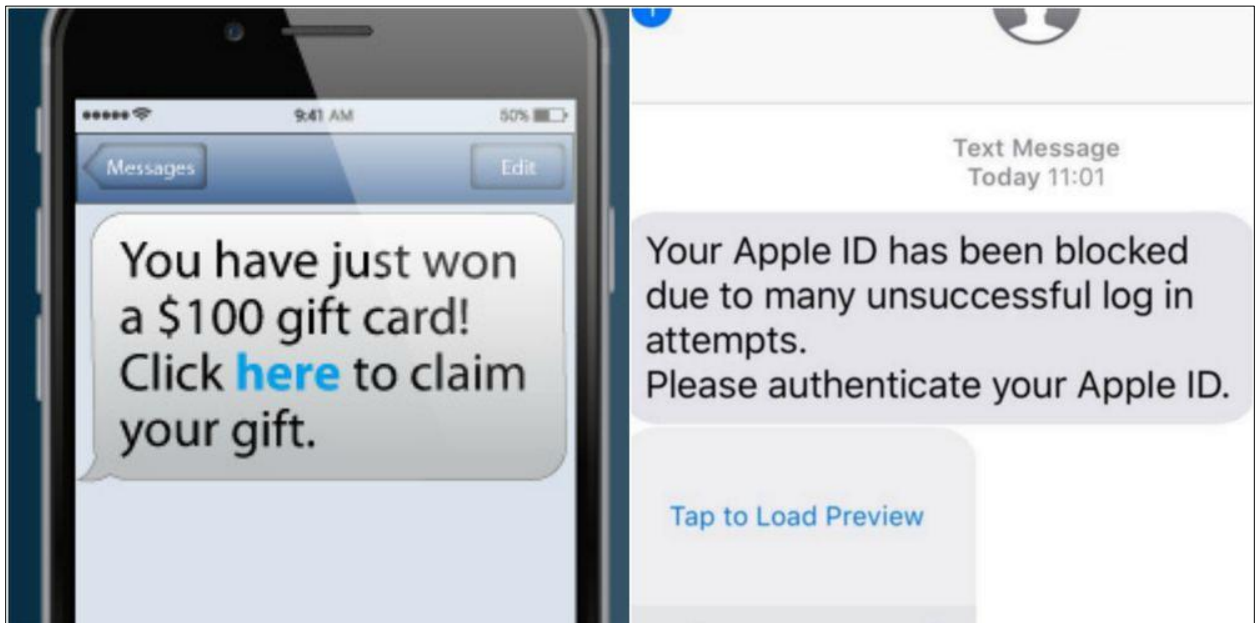 9:41 AM
50%
Messages
Edit
You have just won
a $100 gift card!
Click here to claim
your gift.
Text Message
Today 11:01
Your Apple ID has been blocked
due to many unsuccessful log in
attempts.
Please authenticate your Apple ID.
Tap to Load Preview